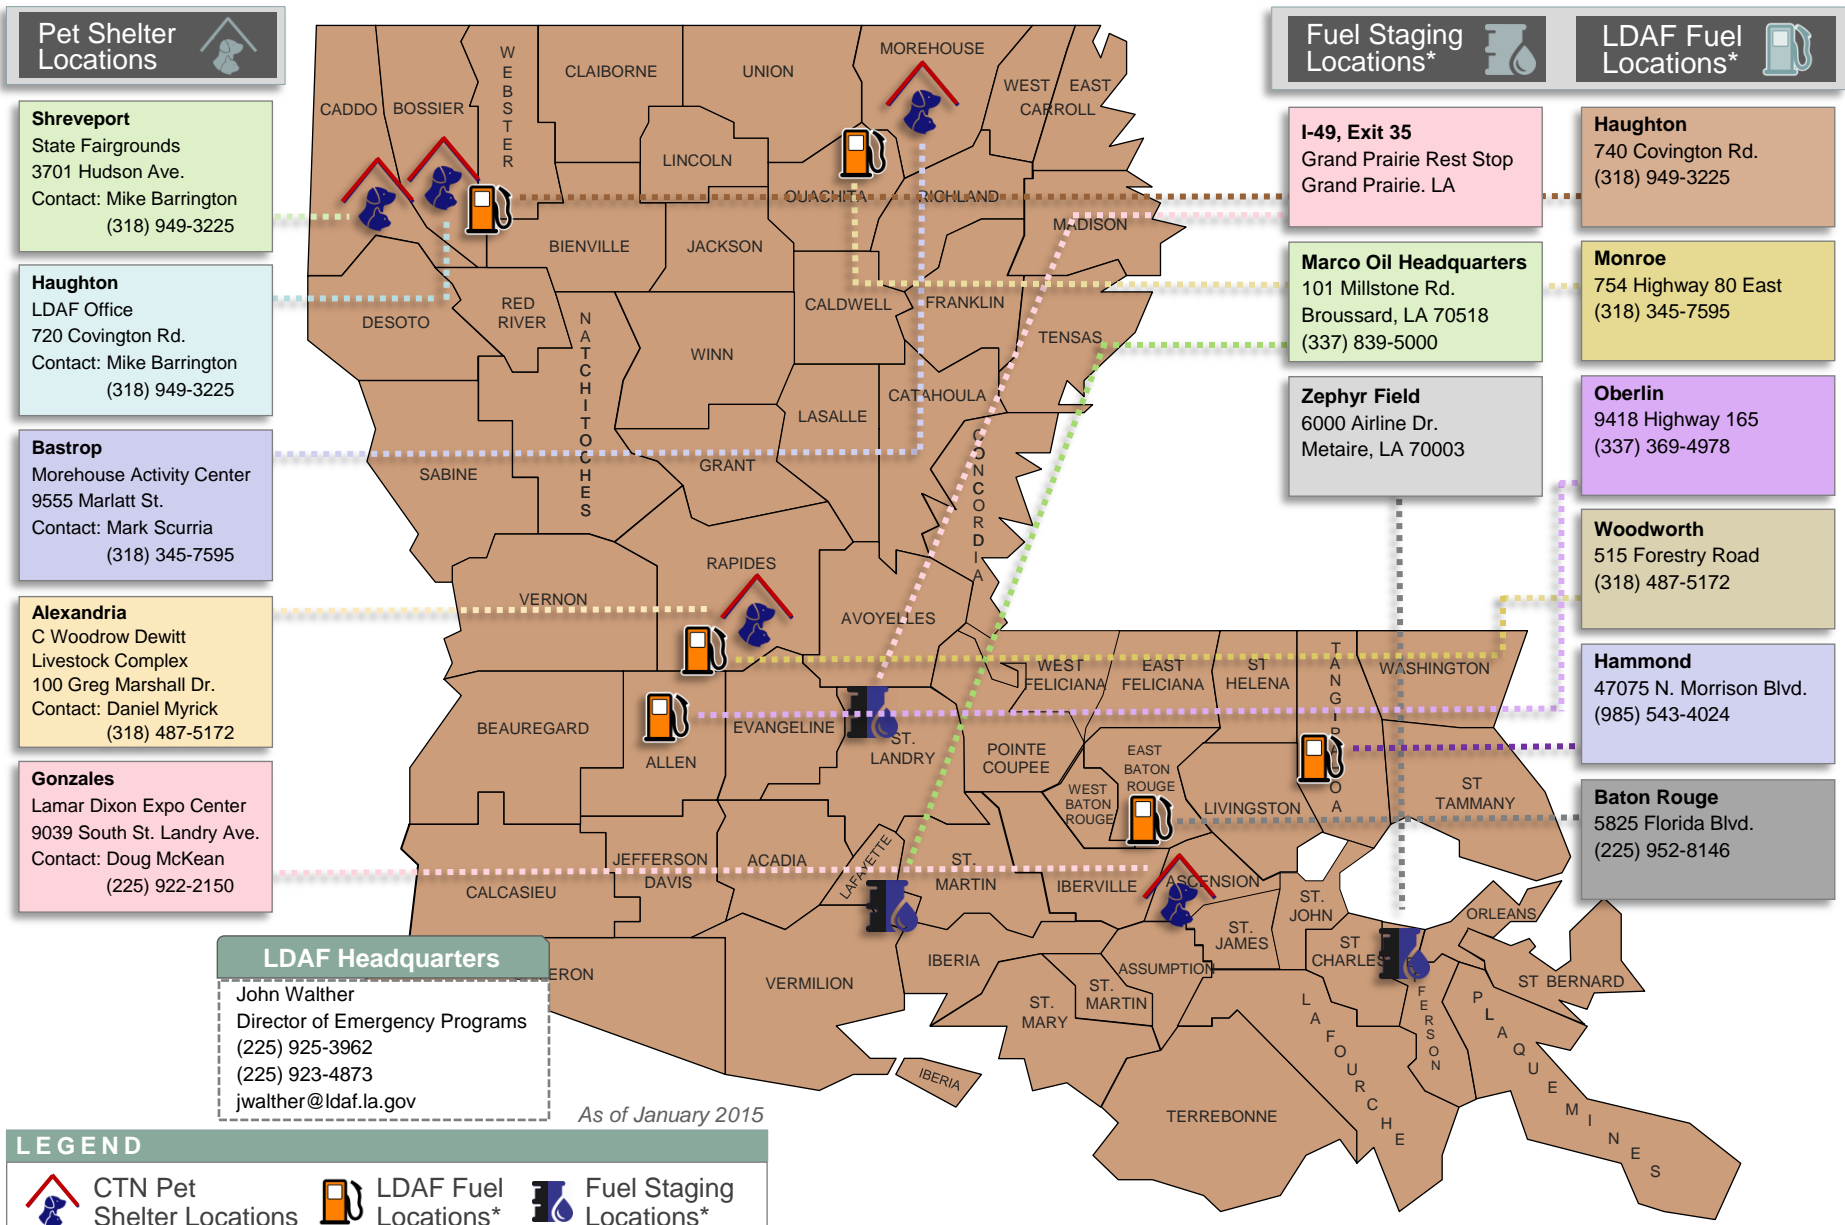 Pet Shelter
Locations
Shreveport
State Fairgrounds
3701 Hudson Ave.
Contact: Mike Barrington
(318) 949-3225
Haughton
LDAF Office
720 Covington Rd.
Contact: Mike Barrington
(318) 949-3225
Bastrop
Morehouse Activity Center
9555 Marlatt St.
Contact: Mark Scurria
(318) 345-7595
Alexandria
C Woodrow Dewitt
Livestock Complex
100 Greg Marshall Dr.
Contact: Daniel Myrick
(318) 487-5172
Gonzales
Lamar Dixon Expo Center
9039 South St. Landry Ave.
Contact: Doug McKean
(225) 922-2150
Fuel Staging
Locations*
I-49, Exit 35
Grand Prairie Rest Stop
Grand Prairie. LA
Marco Oil Headquarters
101 Millstone Rd.
Broussard, LA 70518
(337) 839-5000
Zephyr Field
6000 Airline Dr.
Metaire, LA 70003
LDAF Fuel
Locations*
Haughton
740 Covington Rd.
(318) 949-3225
Monroe
754 Highway 80 East
(318) 345-7595
Oberlin
9418 Highway 165
(337) 369-4978
Woodworth
515 Forestry Road
(318) 487-5172
Hammond
47075 N. Morrison Blvd.
(985) 543-4024
Baton Rouge
5825 Florida Blvd.
(225) 952-8146
CADDO
BOSSIER
WEBSTER
CLAIBORNE
UNION
MOREHOUSE
WEST
CARROLL
EAST
LINCOLN
OUACHITA
RICHLAND
MADISON
BIENVILLE
JACKSON
DESOTO
RED
RIVER
NATCHITOCHES
WINN
CALDWELL
FRANKLIN
TENSAS
CATAHOULA
LASALLE
GRANT
SABINE
CONCORDIA
RAPIDES
VERNON
AVOYELLES
WEST
FELICIANA
EAST
FELICIANA
ST
HELENA
TANGIPAHOA
WASHINGTON
BEAUREGARD
ALLEN
EVANGELINE
ST.
LANDRY
POINTE
COUPEE
EAST
BATON
ROUGE
WEST
BATON
ROUGE
LIVINGSTON
ST
TAMMANY
CALCASIEU
JEFFERSON
DAVIS
ACADIA
LAFAYETTE
ST.
MARTIN
IBERVILLE
ASCENSION
ST.
JAMES
ST.
JOHN
ST
CHARLES
ORLEANS
ST BERNARD
VERMILION
IBERIA
ASSUMPTION
ST.
MARTIN
ST.
MARY
IBERIA
LAFOURCHE
JEFFERSON
PLAQUEMINES
TERREBONNE
LDAF Headquarters
John Walther
Director of Emergency Programs
(225) 925-3962
(225) 923-4873
jwalther@ldaf.la.gov
As of January 2015
LEGEND
CTN Pet
Shelter Locations
LDAF Fuel
Locations*
Fuel Staging
Locations*